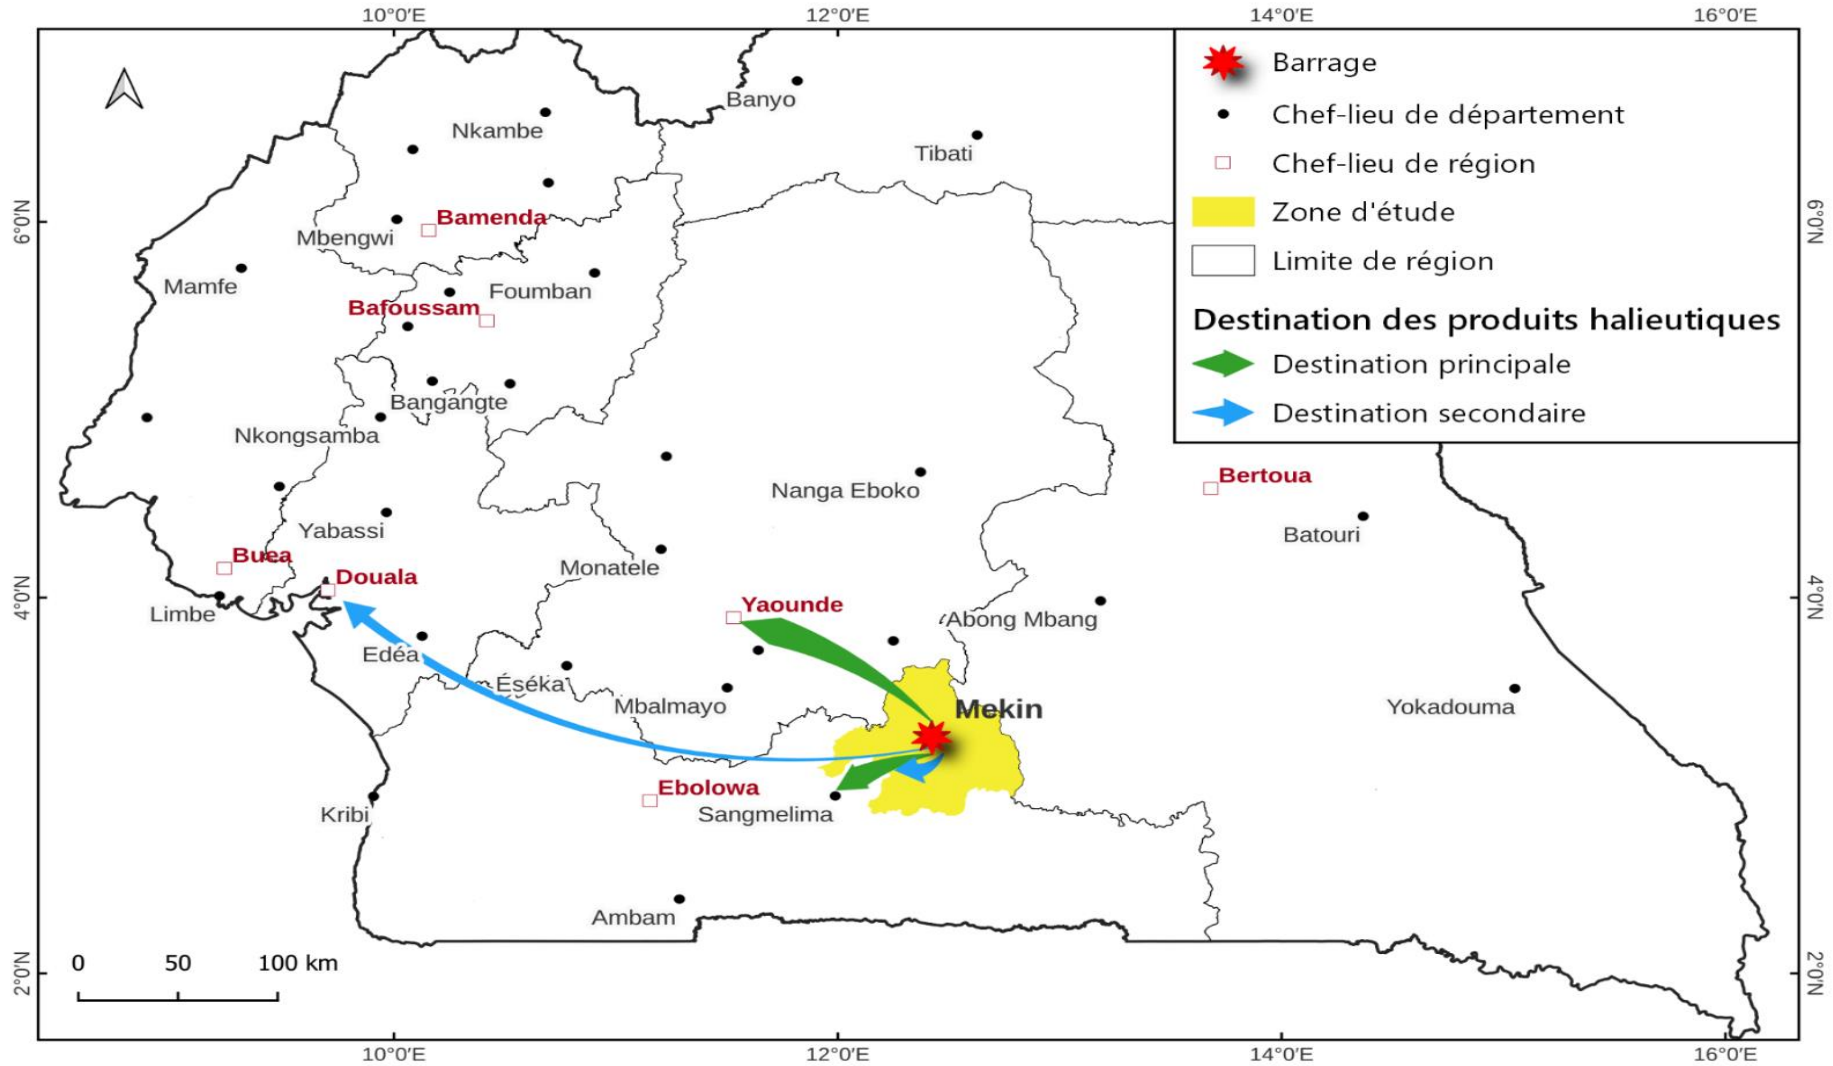 10°0′E 12°0′E 14°0′E 16°0′E
Barrage
Banyo
Chef-lieu de département
Nkambe
Tibati
Chef-lieu de région
6°0′N
Bamenda
Zone d'étude
6°0′N
Mbengwi
Limite de région
Mamfe
Foumban
Bafoussam
Destination des produits halieutiques
Destination principale
Bangangte
Destination secondaire
Nkongsamba
Bertoua
Nanga Eboko
Yabassi
Batouri
Buea
Monatele
Douala
4°0′N
Yaounde
4°0′N
Limbe
Abong Mbang
Edéa
Éséka
Mbalmayo
Mekin
Yokadouma
Ebolowa
Kribi
Sangmelima
Ambam
0 50 100 km
2°0′N
2°0′N
10°0′E 12°0′E 14°0′E 16°0′E